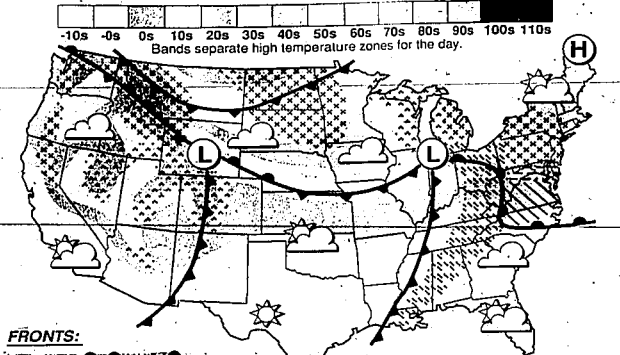 -10s -0s 0s 10s 20s 30s 40s 50s 60s 70s 80s 90s 100s 110s
Bands separate high temperature zones for the day.
H
L
L
FRONTS: